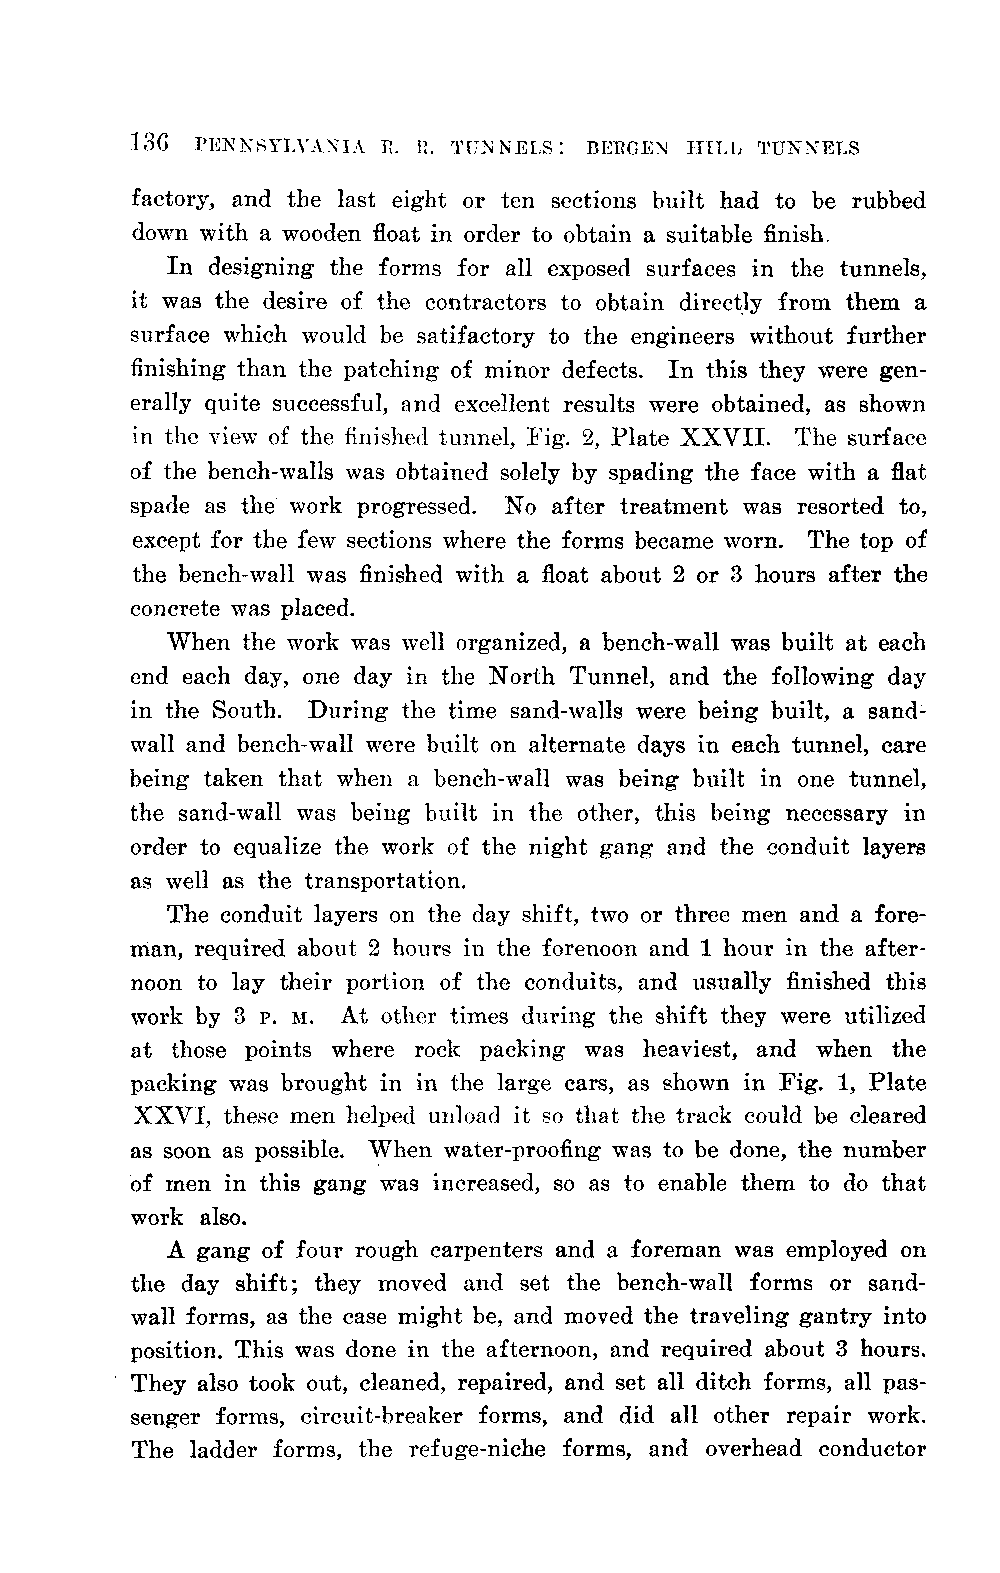 136 PENNSYLVANIA R. R. TUNNELS: BERGEN HILL TUNNELS
factory, and the last eight or ten sections built had to be rubbed
down with a wooden float in order to obtain a suitable finish.
In designing the forms for all exposed surfaces in the tunnels,
it was the desire of the contractors to obtain directly from them a
surface which would be satifactory to the engineers without further
finishing than the patching of minor defects. In this they were gen-
erally quite successful, and excellent results were obtained, as shown
in the view of the finished tunnel, Fig. 2, Plate XXVII. The surface
of the bench-walls was obtained solely by spading the face with a flat
spade as the work progressed. No after treatment was resorted to,
except for the few sections where the forms became worn. The top of
the bench-wall was finished with a float about 2 or 3 hours after the
concrete was placed.
When the work was well organized, a bench-wall was built at each
end each day, one day in the North Tunnel, and the following day
in the South. During the time sand-walls were being built, a sand-
wall and bench-wall were built on alternate days in each tunnel, care
being taken that when a bench-wall was being built in one tunnel,
the sand-wall was being built in the other, this being necessary in
order to equalize the work of the night gang and the conduit layers
as well as the transportation.
The conduit layers on the day shift, two or three men and a fore-
man, required about 2 hours in the forenoon and 1 hour in the after-
noon to lay their portion of the conduits, and usually finished this
work by 3 P. M. At other times during the shift they were utilized
at those points where rock packing was heaviest, and when the
packing was brought in in the large cars, as shown in Fig. 1, Plate
XXVI, these men helped unload it so that the track could be cleared
as soon as possible. When water-proofing was to be done, the number
of men in this gang was increased, so as to enable them to do that
work also.
A gang of four rough carpenters and a foreman was employed on
the day shift; they moved and set the bench-wall forms or sand-
wall forms, as the case might be, and moved the traveling gantry into
position. This was done in the afternoon, and required about 3 hours.
They also took out, cleaned, repaired, and set all ditch forms, all pas-
senger forms, circuit-breaker forms, and did all other repair work.
The ladder forms, the refuge-niche forms, and overhead conductor